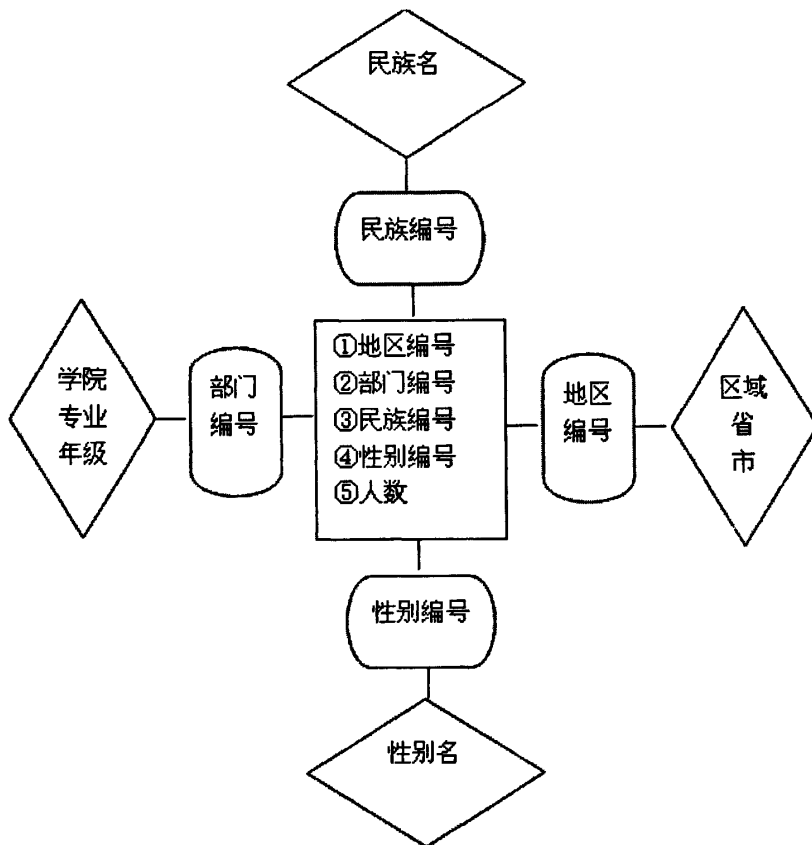 民族名
民族编号
学院
专业
年级
部门
编号
①地区编号
②部门编号
③民族编号
④性别编号
⑤人数
地区
编号
区域
省
市
性别编号
性别名